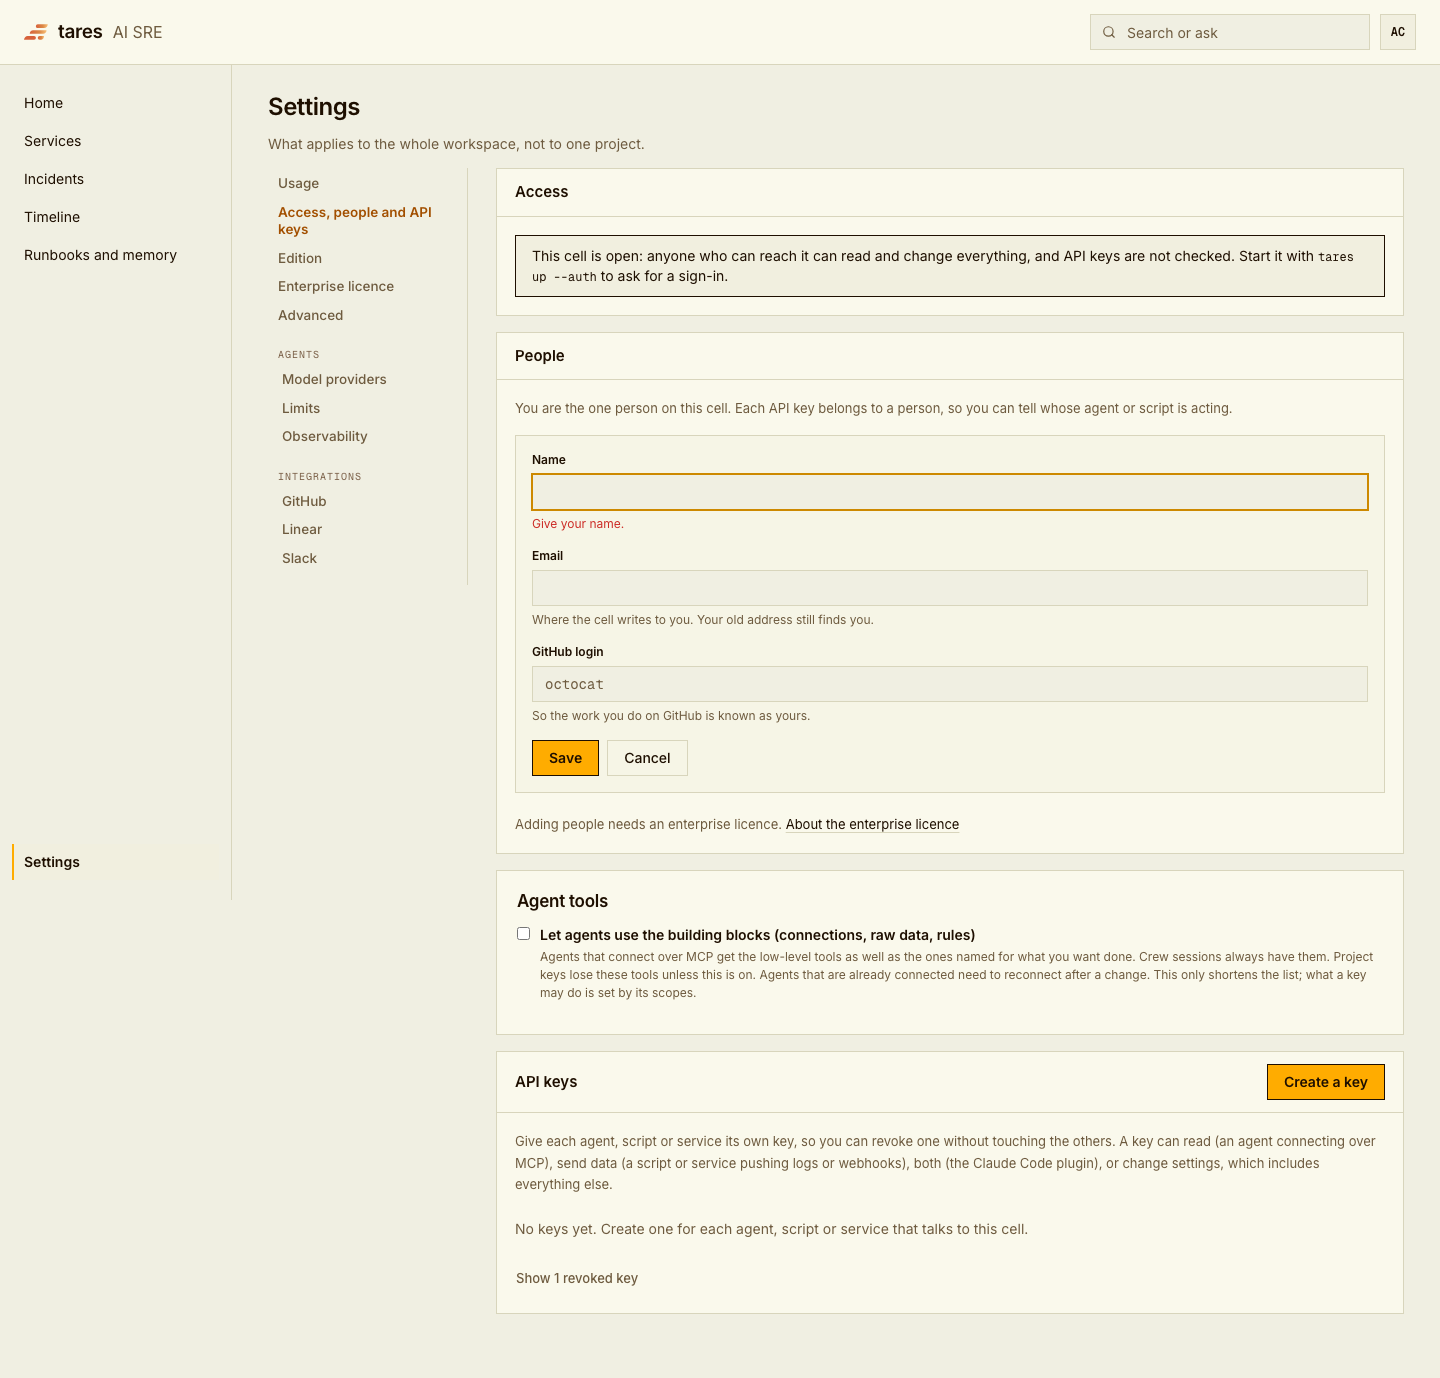 tares AI SRE
Search or ask
AC
Home
Services
Incidents
Timeline
Runbooks and memory
Settings
Settings
What applies to the whole workspace, not to one project.
Usage
Access, people and API
keys
Edition
Enterprise licence
Advanced
AGENTS
Model providers
Limits
Observability
INTEGRATIONS
GitHub
Linear
Slack
Access
This cell is open: anyone who can reach it can read and change everything, and API keys are not checked. Start it with tares
up --auth to ask for a sign-in.
People
You are the one person on this cell. Each API key belongs to a person, so you can tell whose agent or script is acting.
Name
Give your name.
Email
Where the cell writes to you. Your old address still finds you.
GitHub login
octocat
So the work you do on GitHub is known as yours.
Save
Cancel
Adding people needs an enterprise licence. About the enterprise licence
Agent tools
Let agents use the building blocks (connections, raw data, rules)
Agents that connect over MCP get the low-level tools as well as the ones named for what you want done. Crew sessions always have them. Project
keys lose these tools unless this is on. Agents that are already connected need to reconnect after a change. This only shortens the list; what a key
may do is set by its scopes.
API keys
Create a key
Give each agent, script or service its own key, so you can revoke one without touching the others. A key can read (an agent connecting over
MCP), send data (a script or service pushing logs or webhooks), both (the Claude Code plugin), or change settings, which includes
everything else.
No keys yet. Create one for each agent, script or service that talks to this cell.
Show 1 revoked key